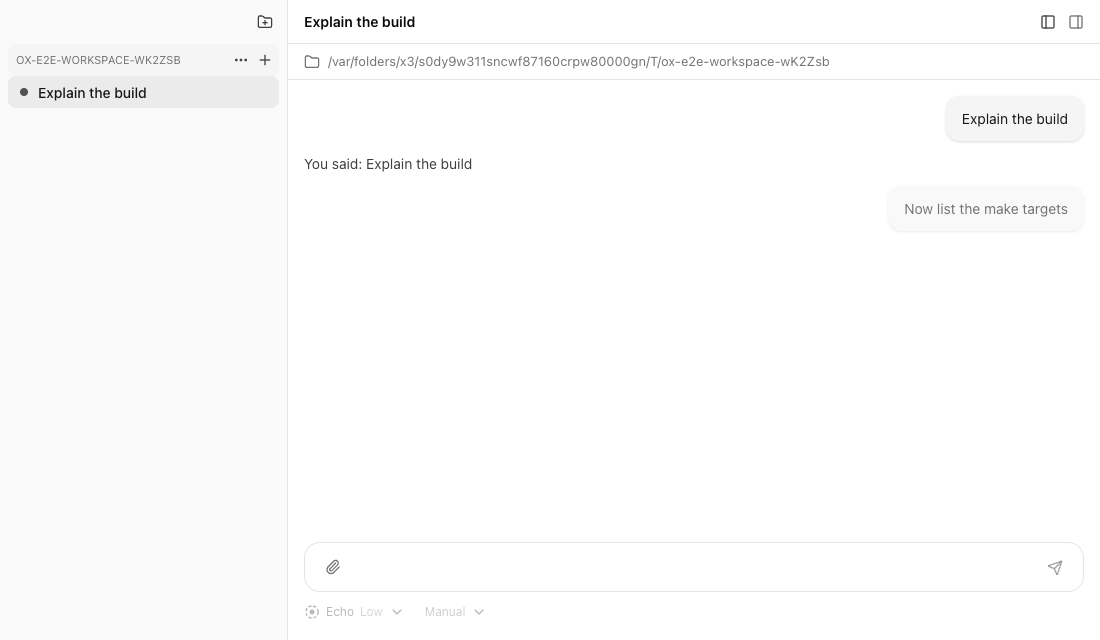 Explain the build
OX-E2E-WORKSPACE-WK2ZSB
Explain the build
/var/folders/x3/s0dy9w311sncwf87160crpw80000gn/T/ox-e2e-workspace-wK2Zsb
Explain the build
You said: Explain the build
Now list the make targets
Echo Low Manual